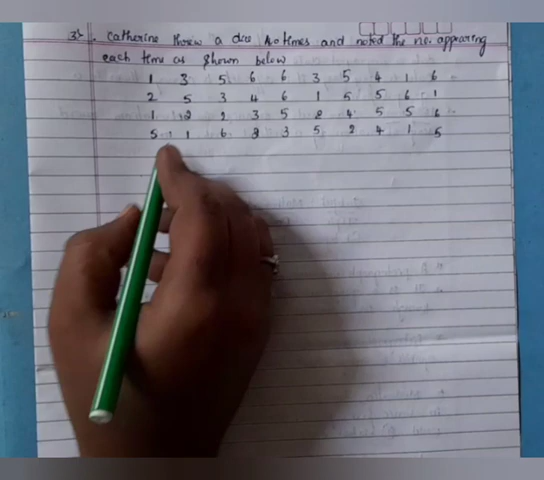 3). Catherine threw a dice 40 times and noted the no. appearing
each time as shown below
1 3 5 6 6 3 5 4 1 6
2 5 3 4 6 1 5 5 6 1
1 2 2 3 5 2 4 5 5 6
5 1 6 2 3 5 2 4 1 5